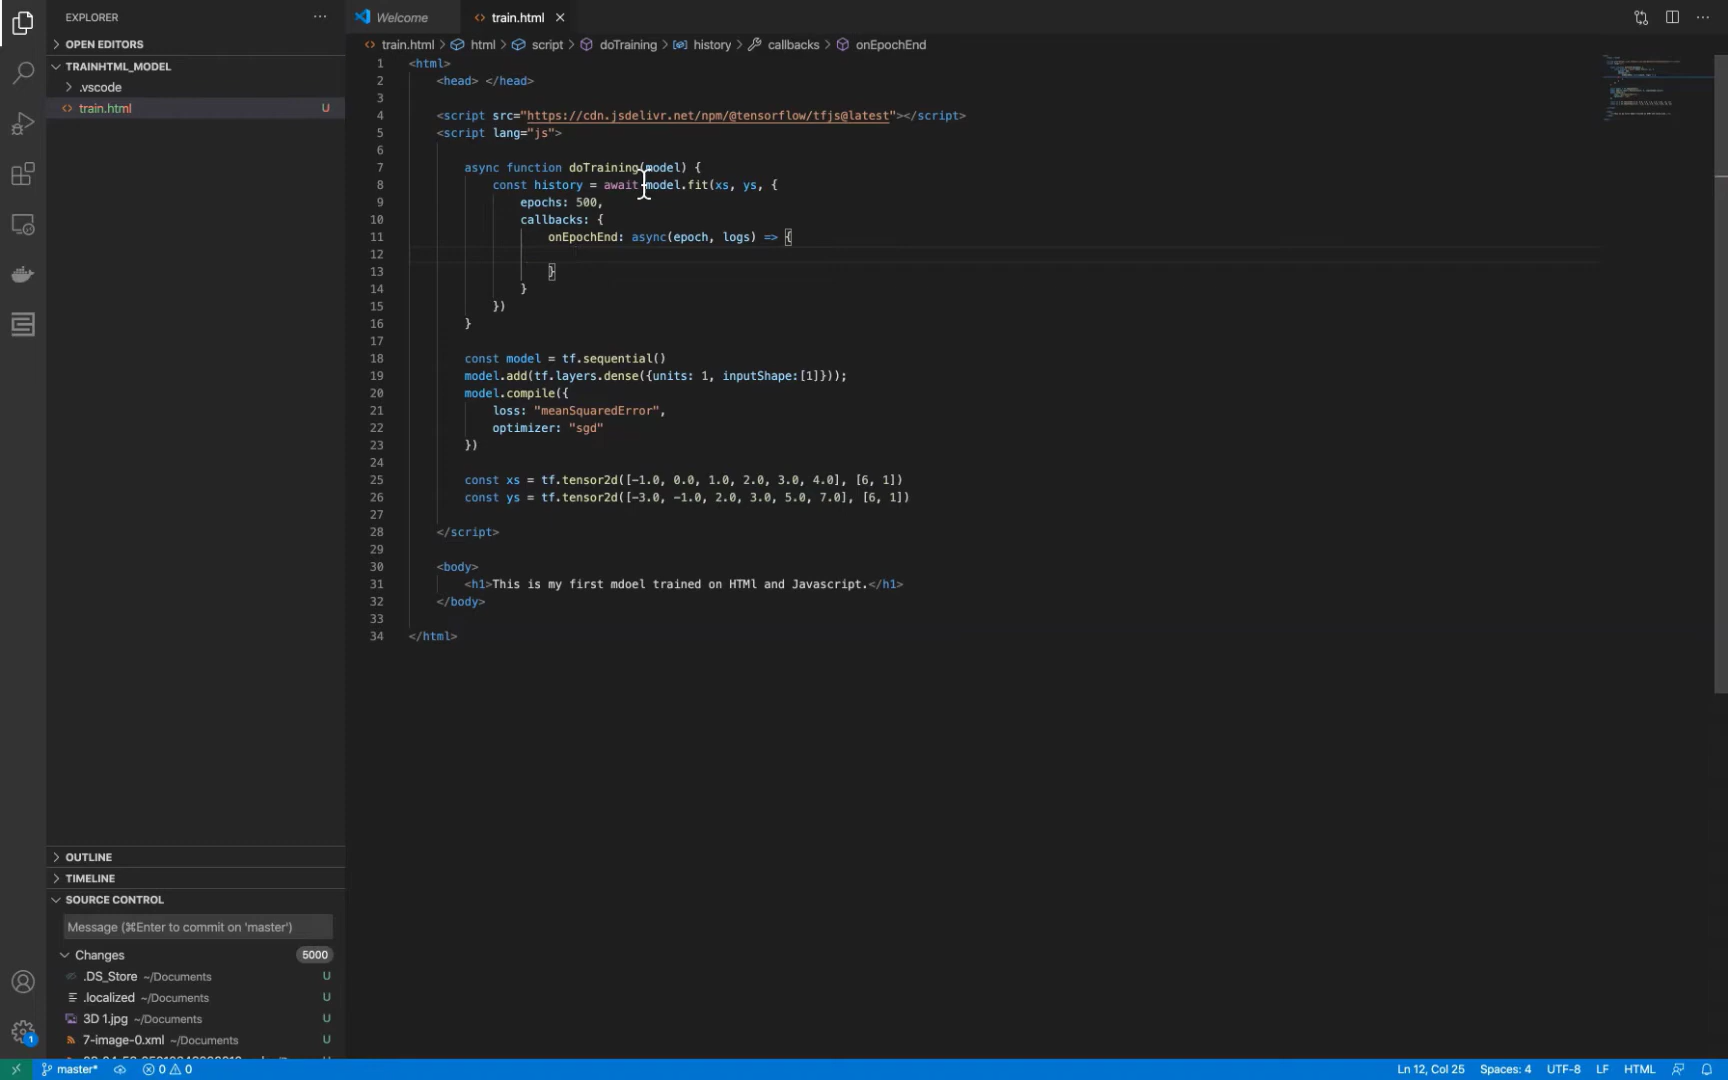 EXPLORER
OPEN EDITORS
TRAINHTML_MODEL
.vscode
train.html U
OUTLINE
TIMELINE
SOURCE CONTROL
Message (⌘Enter to commit on 'master')
Changes 5000
.DS_Store ~/Documents U
.localized ~/Documents U
3D 1.jpg ~/Documents U
7-image-0.xml ~/Documents U
Welcome
train.html
train.html > html > script > doTraining > history > callbacks > onEpochEnd
1 <html>
2 <head> </head>
3
4 <script src="https://cdn.jsdelivr.net/npm/@tensorflow/tfjs@latest"></script>
5 <script lang="js">
6
7 async function doTraining(model) {
8 const history = await model.fit(xs, ys, {
9 epochs: 500,
10 callbacks: {
11 onEpochEnd: async(epoch, logs) => {
12
13 }
14 }
15 })
16 }
17
18 const model = tf.sequential()
19 model.add(tf.layers.dense({units: 1, inputShape:[1]}));
20 model.compile({
21 loss: "meanSquaredError",
22 optimizer: "sgd"
23 })
24
25 const xs = tf.tensor2d([-1.0, 0.0, 1.0, 2.0, 3.0, 4.0], [6, 1])
26 const ys = tf.tensor2d([-3.0, -1.0, 2.0, 3.0, 5.0, 7.0], [6, 1])
27
28 </script>
29
30 <body>
31 <h1>This is my first mdoel trained on HTMl and Javascript.</h1>
32 </body>
33
34 </html>
1
master* 0 0
Ln 12, Col 25 Spaces: 4 UTF-8 LF HTML